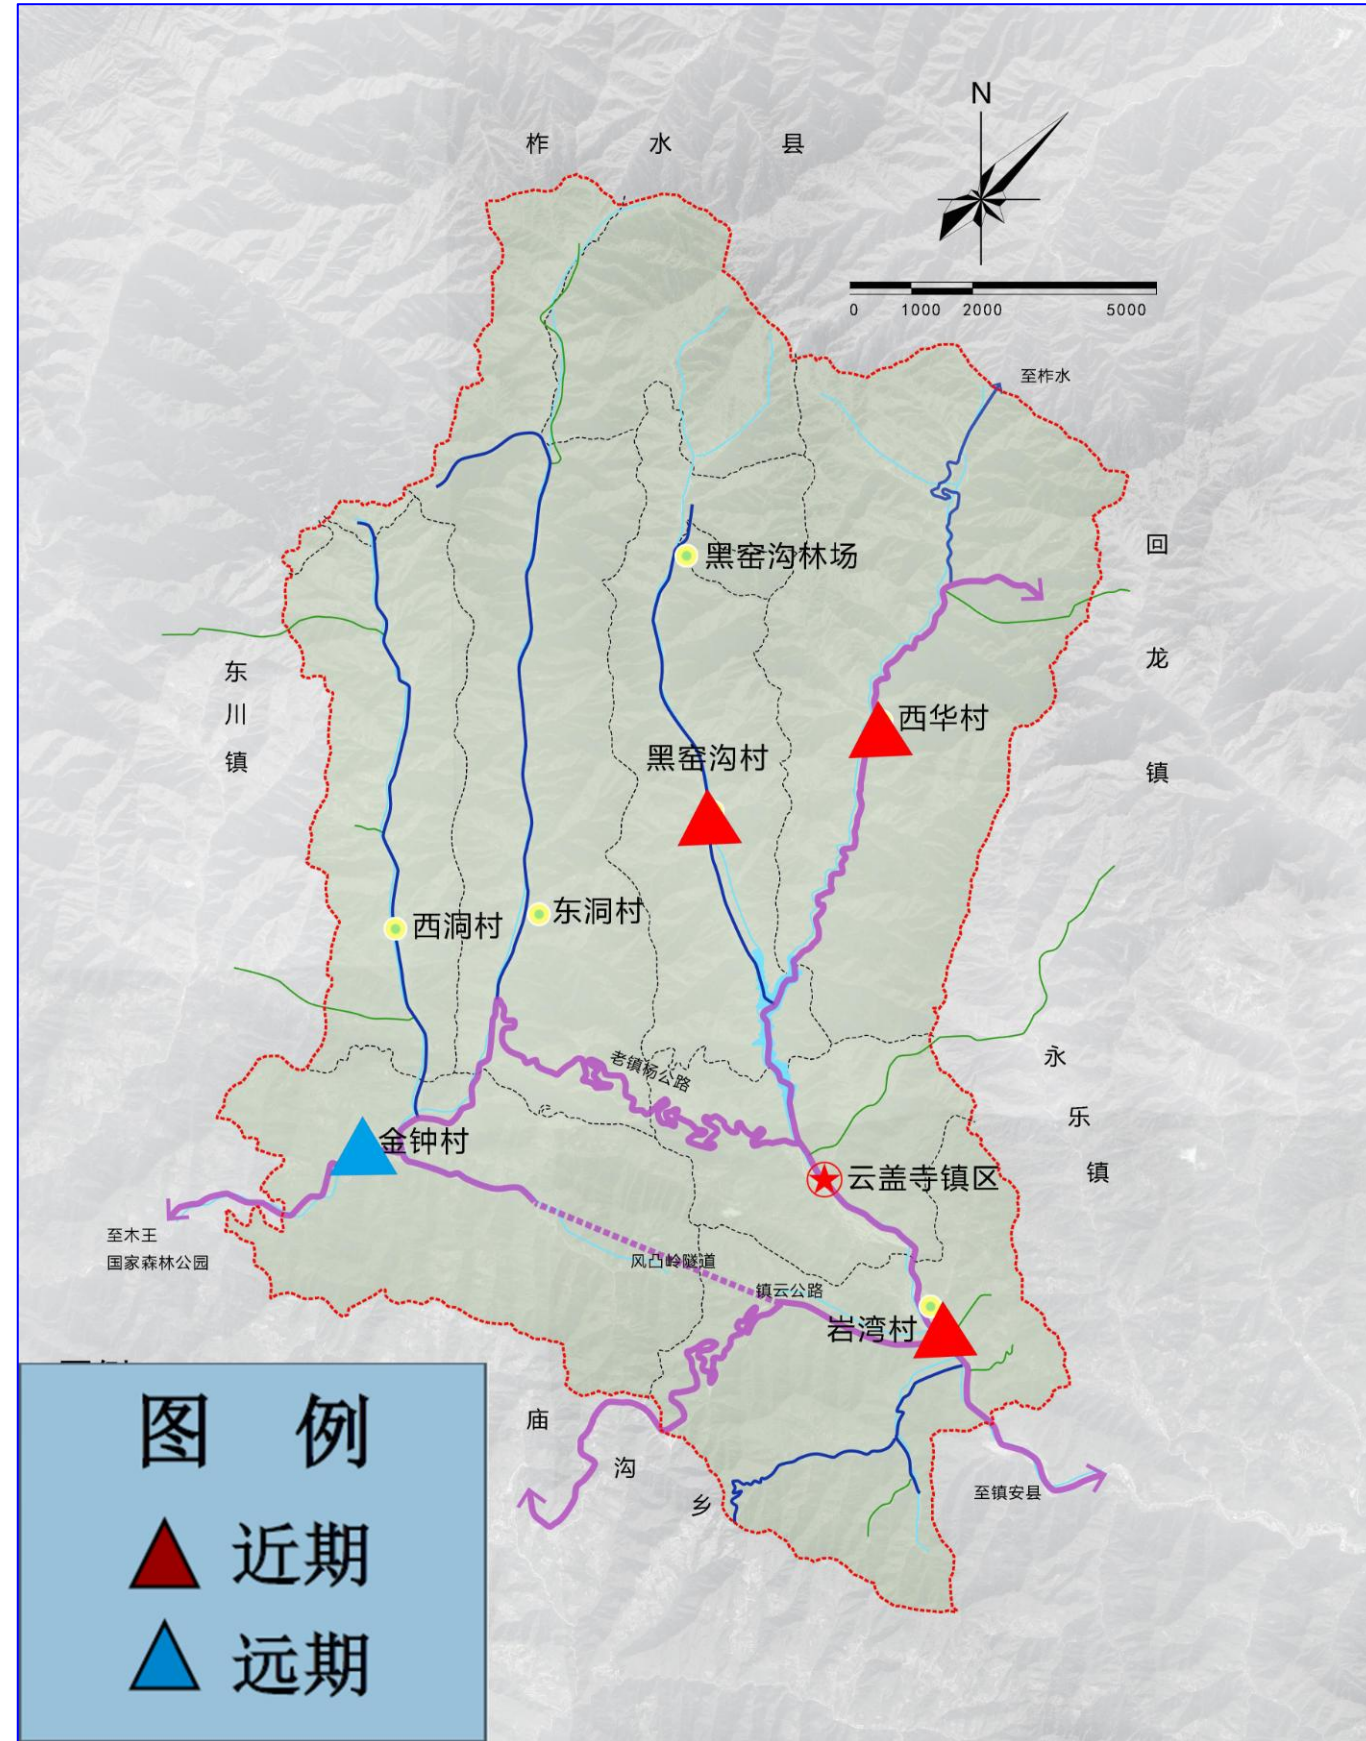 柞水县
N
0 1000 2000 5000
至柞水
回龙镇
黑窑沟林场
东川镇
西华村
黑窑沟村
西洞村
东洞村
永乐镇
老镇杨公路
金钟村
云盖寺镇区
至木王
国家森林公园
风凸岭隧道
镇云公路
岩湾村
庙沟乡
至镇安县
图例
近期
远期